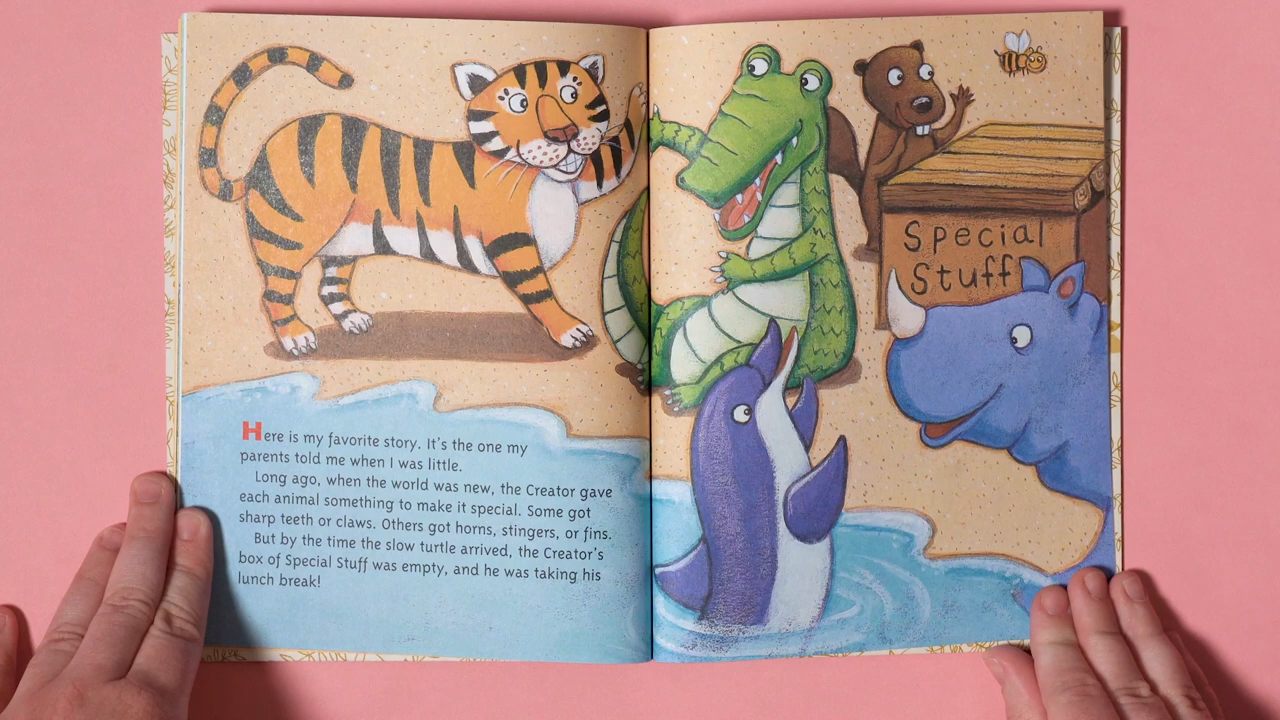 Here is my favorite story. It's the one my
parents told me when I was little.
Long ago, when the world was new, the Creator gave
each animal something to make it special. Some got
sharp teeth or claws. Others got horns, stingers, or fins.
But by the time the slow turtle arrived, the Creator's
box of Special Stuff was empty, and he was taking his
lunch break!
Special
Stuff